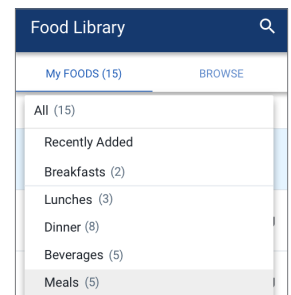 Food Library
My FOODS (15) BROWSE
All (15)
Recently Added
Breakfasts (2)
Lunches (3)
Dinner (8)
Beverages (5)
Meals (5)